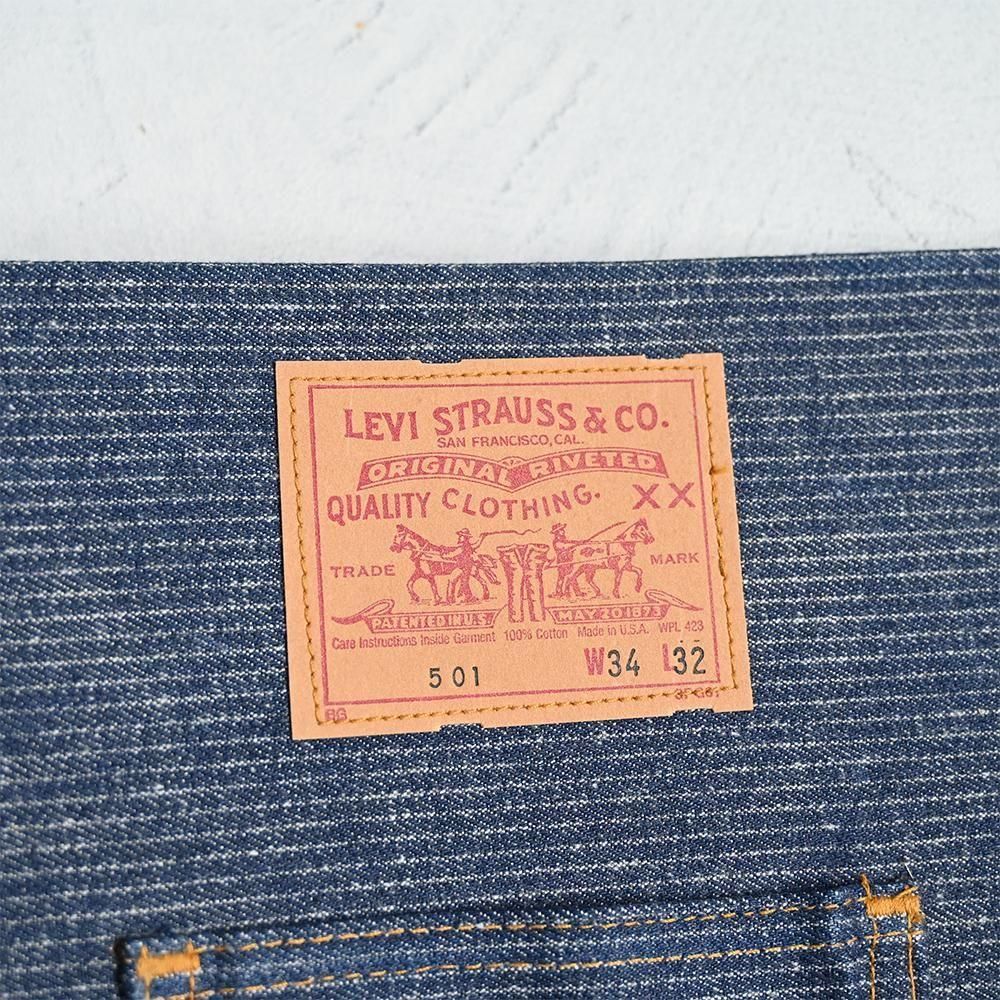 LEVI STRAUSS & CO.
SAN FRANCISCO, CAL.
ORIGINAL RIVETED
QUALITY CLOTHING. XX
TRADE MARK
PATENTED IN U.S. MAY 20 1873
Care Instructions Inside Garment 100% Cotton Made in U.S.A. WPL 423
501 W34 L32